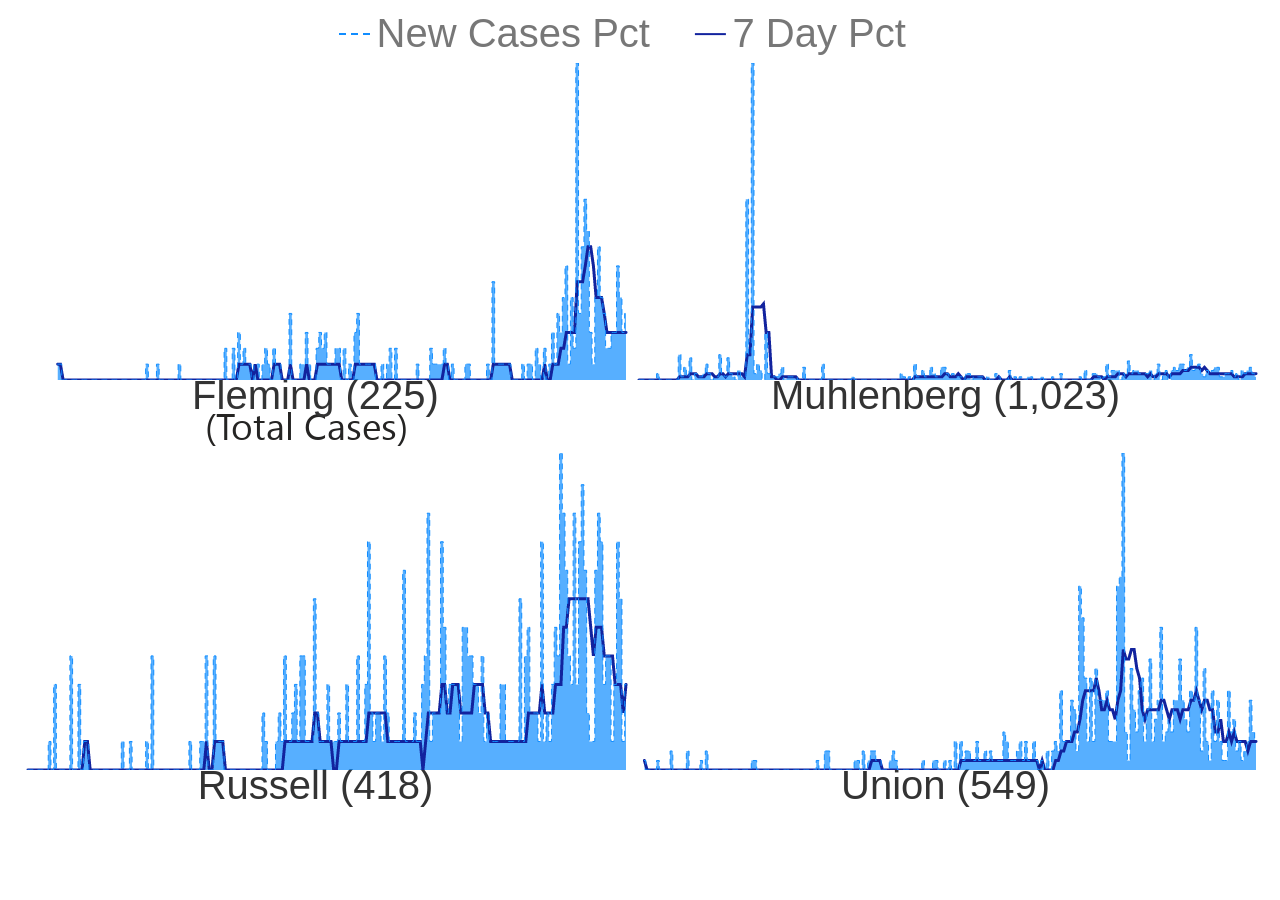 New Cases Pct 7 Day Pct
Fleming (225) Muhlenberg (1,023)
(Total Cases)
Russell (418) Union (549)